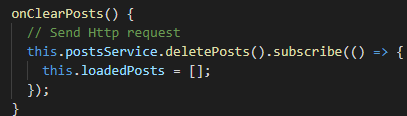 onClearPosts() {
// Send Http request
this.postsService.deletePosts().subscribe(() => {
this.loadedPosts = [];
});
}